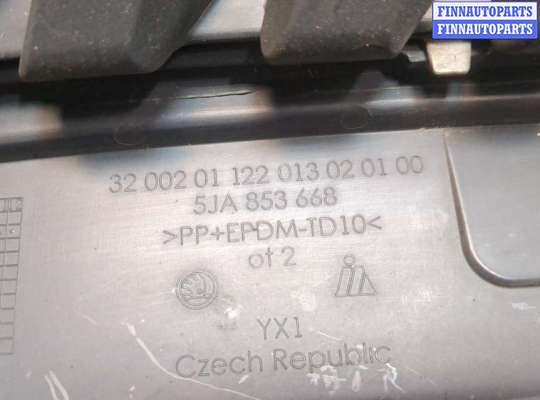 FINNAUTOPARTS
FINNAUTOPARTS
32 002 01 122 013 02 01 00
5JA 853 668
>PP+EPDM-TD10<
ot 2
YX1
Czech Republic